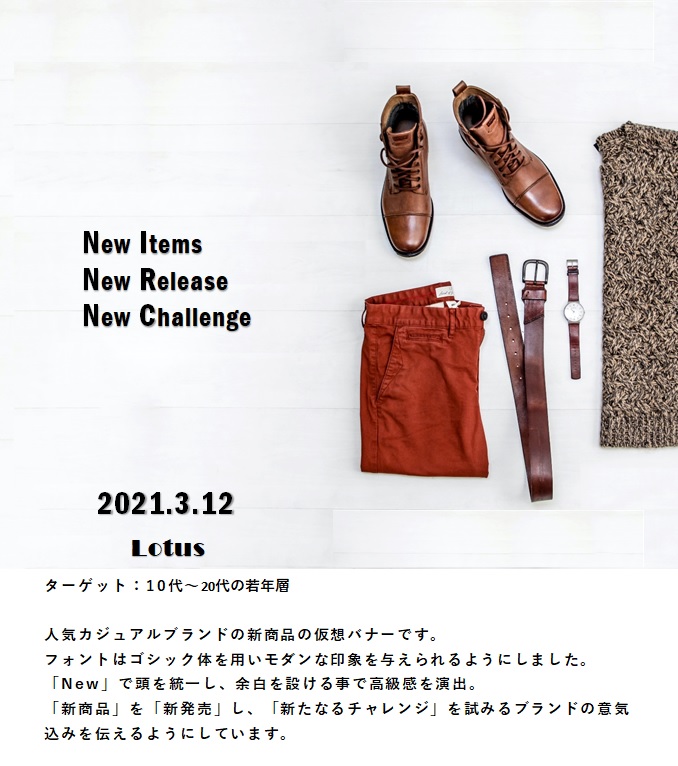 New Items
New Release
New Challenge
2021.3.12
Lotus
ターゲット：10代～20代の若年層
人気カジュアルブランドの新商品の仮想バナーです。
フォントはゴシック体を用いモダンな印象を与えられるようにしました。
「New」で頭を統一し、余白を設ける事で高級感を演出。
「新商品」を「新発売」し、「新たなるチャレンジ」を試みるブランドの意気
込みを伝えるようにしています。